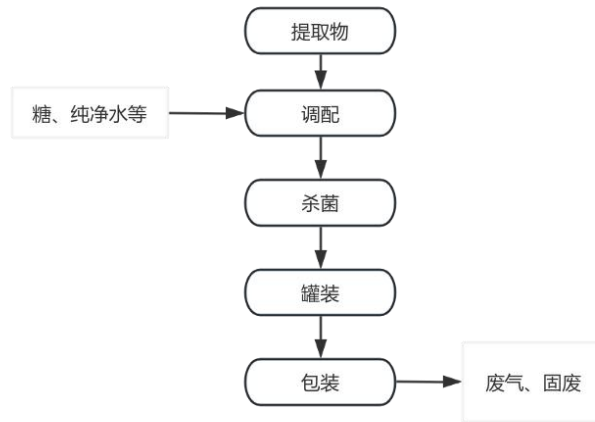 提取物
糖、纯净水等
调配
杀菌
罐装
包装
废气、固废